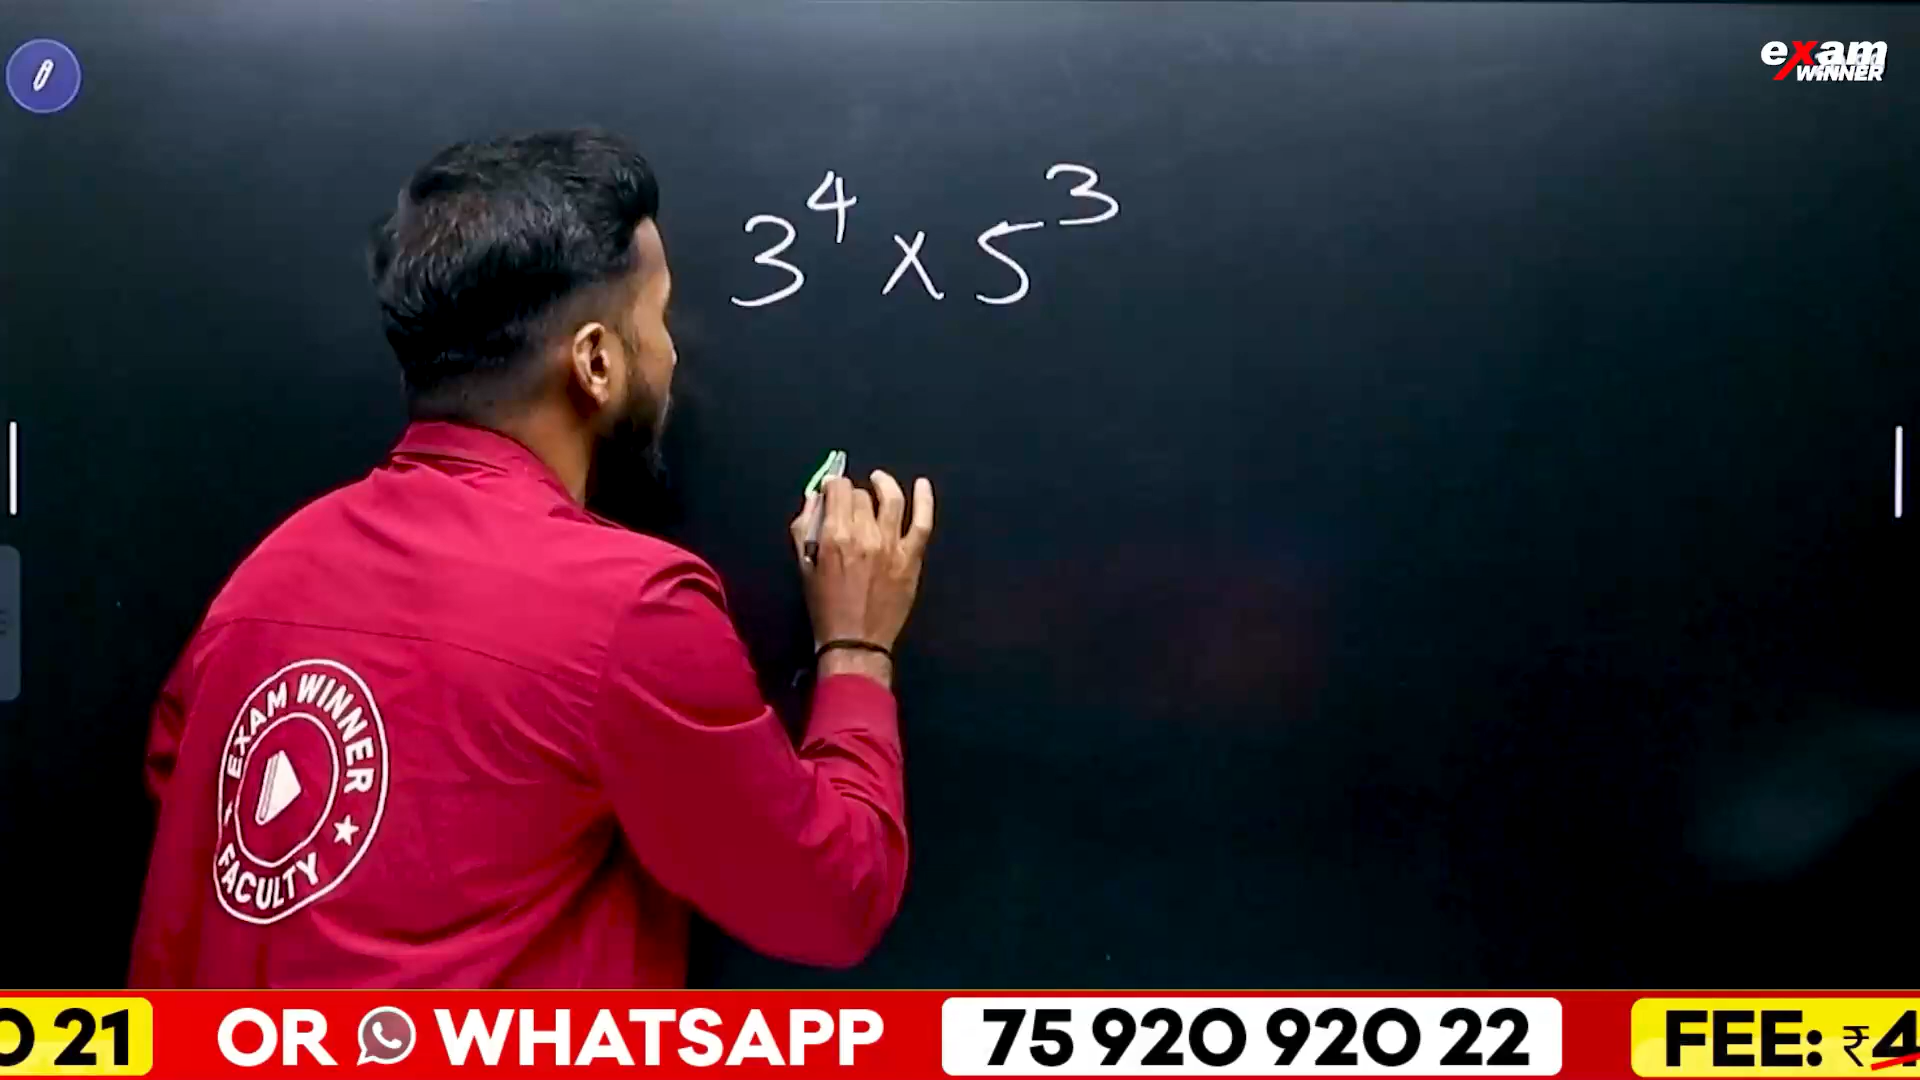 exam
WINNER
3⁴ × 5³
EXAM WINNER
FACULTY
21
OR WHATSAPP
75 920 920 22
FEE: ₹4